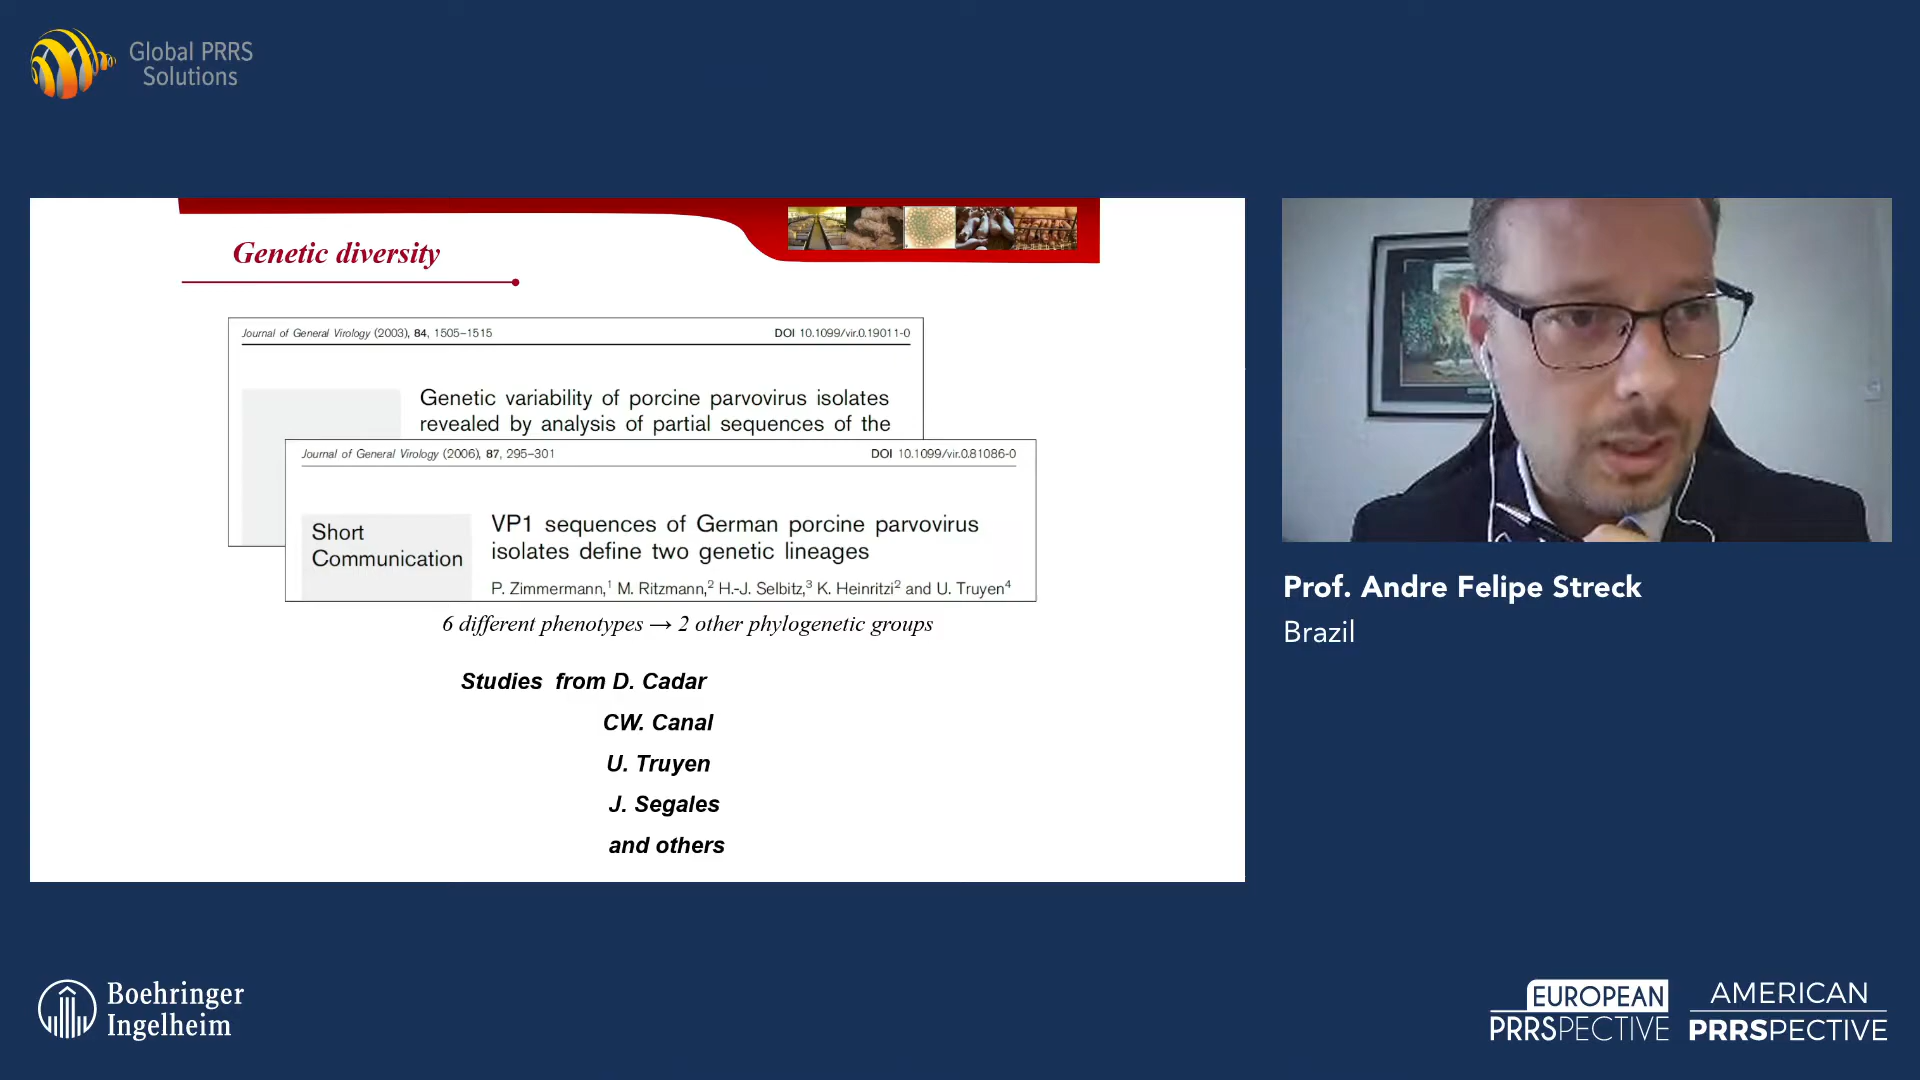 Global PRRS
Solutions
Genetic diversity
Journal of General Virology (2003), 84, 1505–1515
DOI 10.1099/vir.0.19011-0
Genetic variability of porcine parvovirus isolates
revealed by analysis of partial sequences of the
Journal of General Virology (2006), 87, 295–301
DOI 10.1099/vir.0.81086-0
Short
Communication
VP1 sequences of German porcine parvovirus
isolates define two genetic lineages
P. Zimmermann,1 M. Ritzmann,2 H.-J. Selbitz,3 K. Heinritzi2 and U. Truyen4
6 different phenotypes → 2 other phylogenetic groups
Studies from D. Cadar
CW. Canal
U. Truyen
J. Segales
and others
Prof. Andre Felipe Streck
Brazil
Boehringer
Ingelheim
EUROPEAN
PRRSPECTIVE
AMERICAN
PRRSPECTIVE